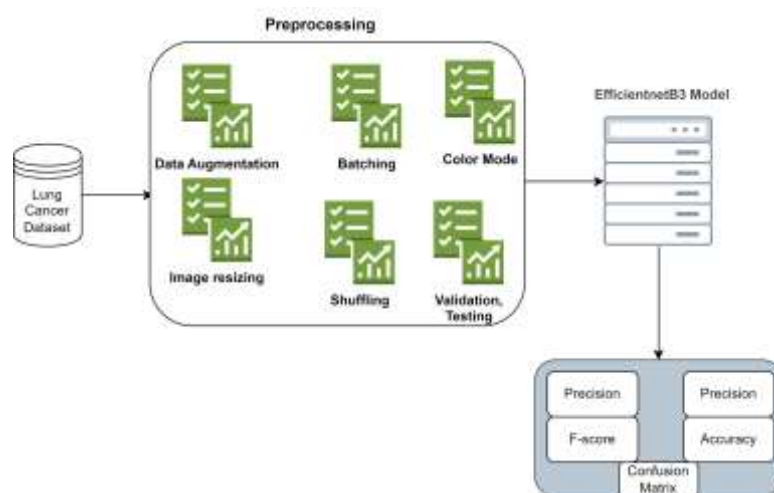 Preprocessing
Data Augmentation
Batching
Color Mode
Image resizing
Shuffling
Validation,
Testing
Lung
Cancer
Dataset
EfficientnetB3 Model
Precision
Precision
F-score
Accuracy
Confusion
Matrix